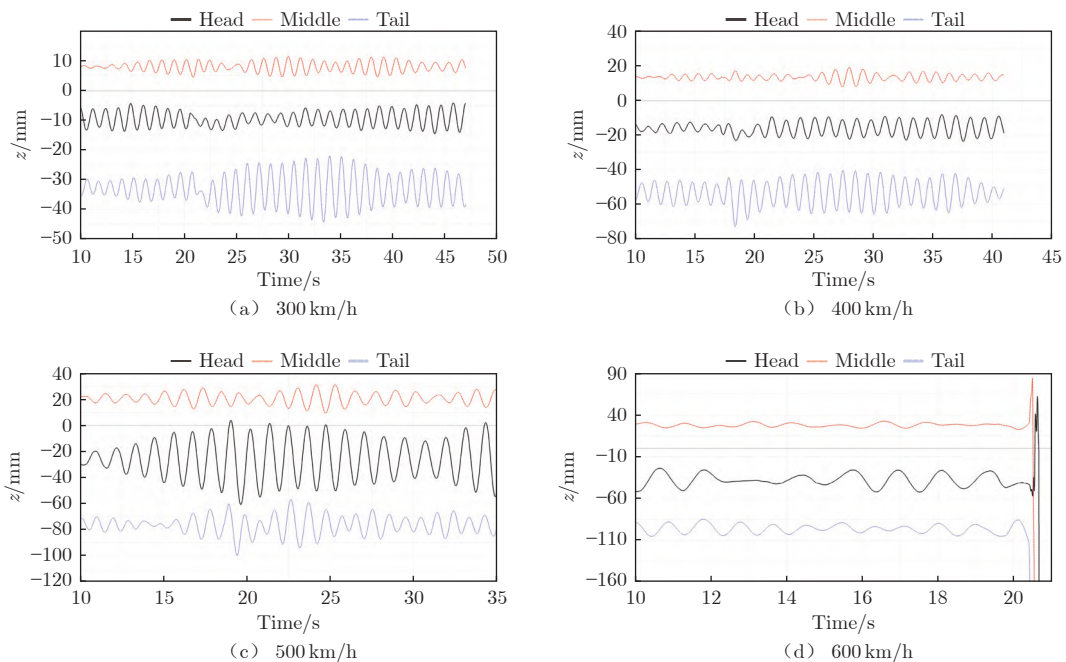 Head Middle Tail
Head Middle Tail
10
0
−10
−20
−30
−40
−50
z/mm
10 15 20 25 30 35 40 45 50
Time/s
(a) 300 km/h
40
20
0
−20
−40
−60
−80
z/mm
10 15 20 25 30 35 40 45
Time/s
(b) 400 km/h
Head Middle Tail
Head Middle Tail
40
20
0
−20
−40
−60
−80
−100
−120
z/mm
10 15 20 25 30 35
Time/s
(c) 500 km/h
90
40
−10
−60
−110
−160
z/mm
10 12 14 16 18 20
Time/s
(d) 600 km/h